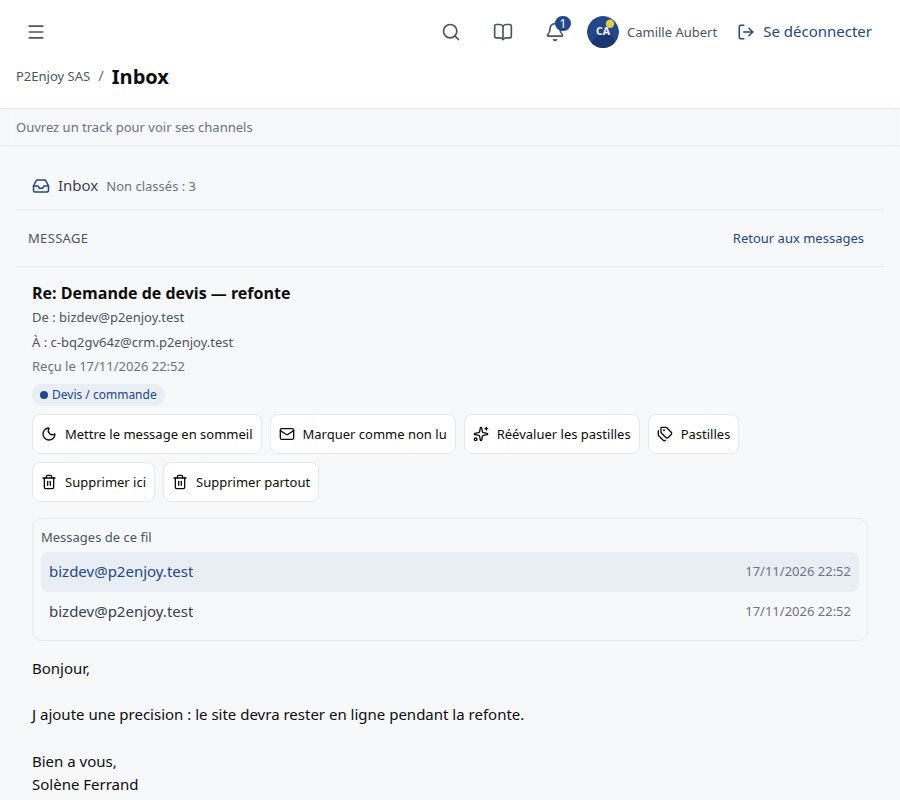 1
CA
Camille Aubert
Se déconnecter
P2Enjoy SAS / Inbox
Ouvrez un track pour voir ses channels
Inbox Non classés : 3
MESSAGE
Retour aux messages
Re: Demande de devis — refonte
De : bizdev@p2enjoy.test
À : c-bq2gv64z@crm.p2enjoy.test
Reçu le 17/11/2026 22:52
Devis / commande
Mettre le message en sommeil
Marquer comme non lu
Réévaluer les pastilles
Pastilles
Supprimer ici
Supprimer partout
Messages de ce fil
bizdev@p2enjoy.test 17/11/2026 22:52
bizdev@p2enjoy.test 17/11/2026 22:52
Bonjour,
J ajoute une precision : le site devra rester en ligne pendant la refonte.
Bien a vous,
Solène Ferrand